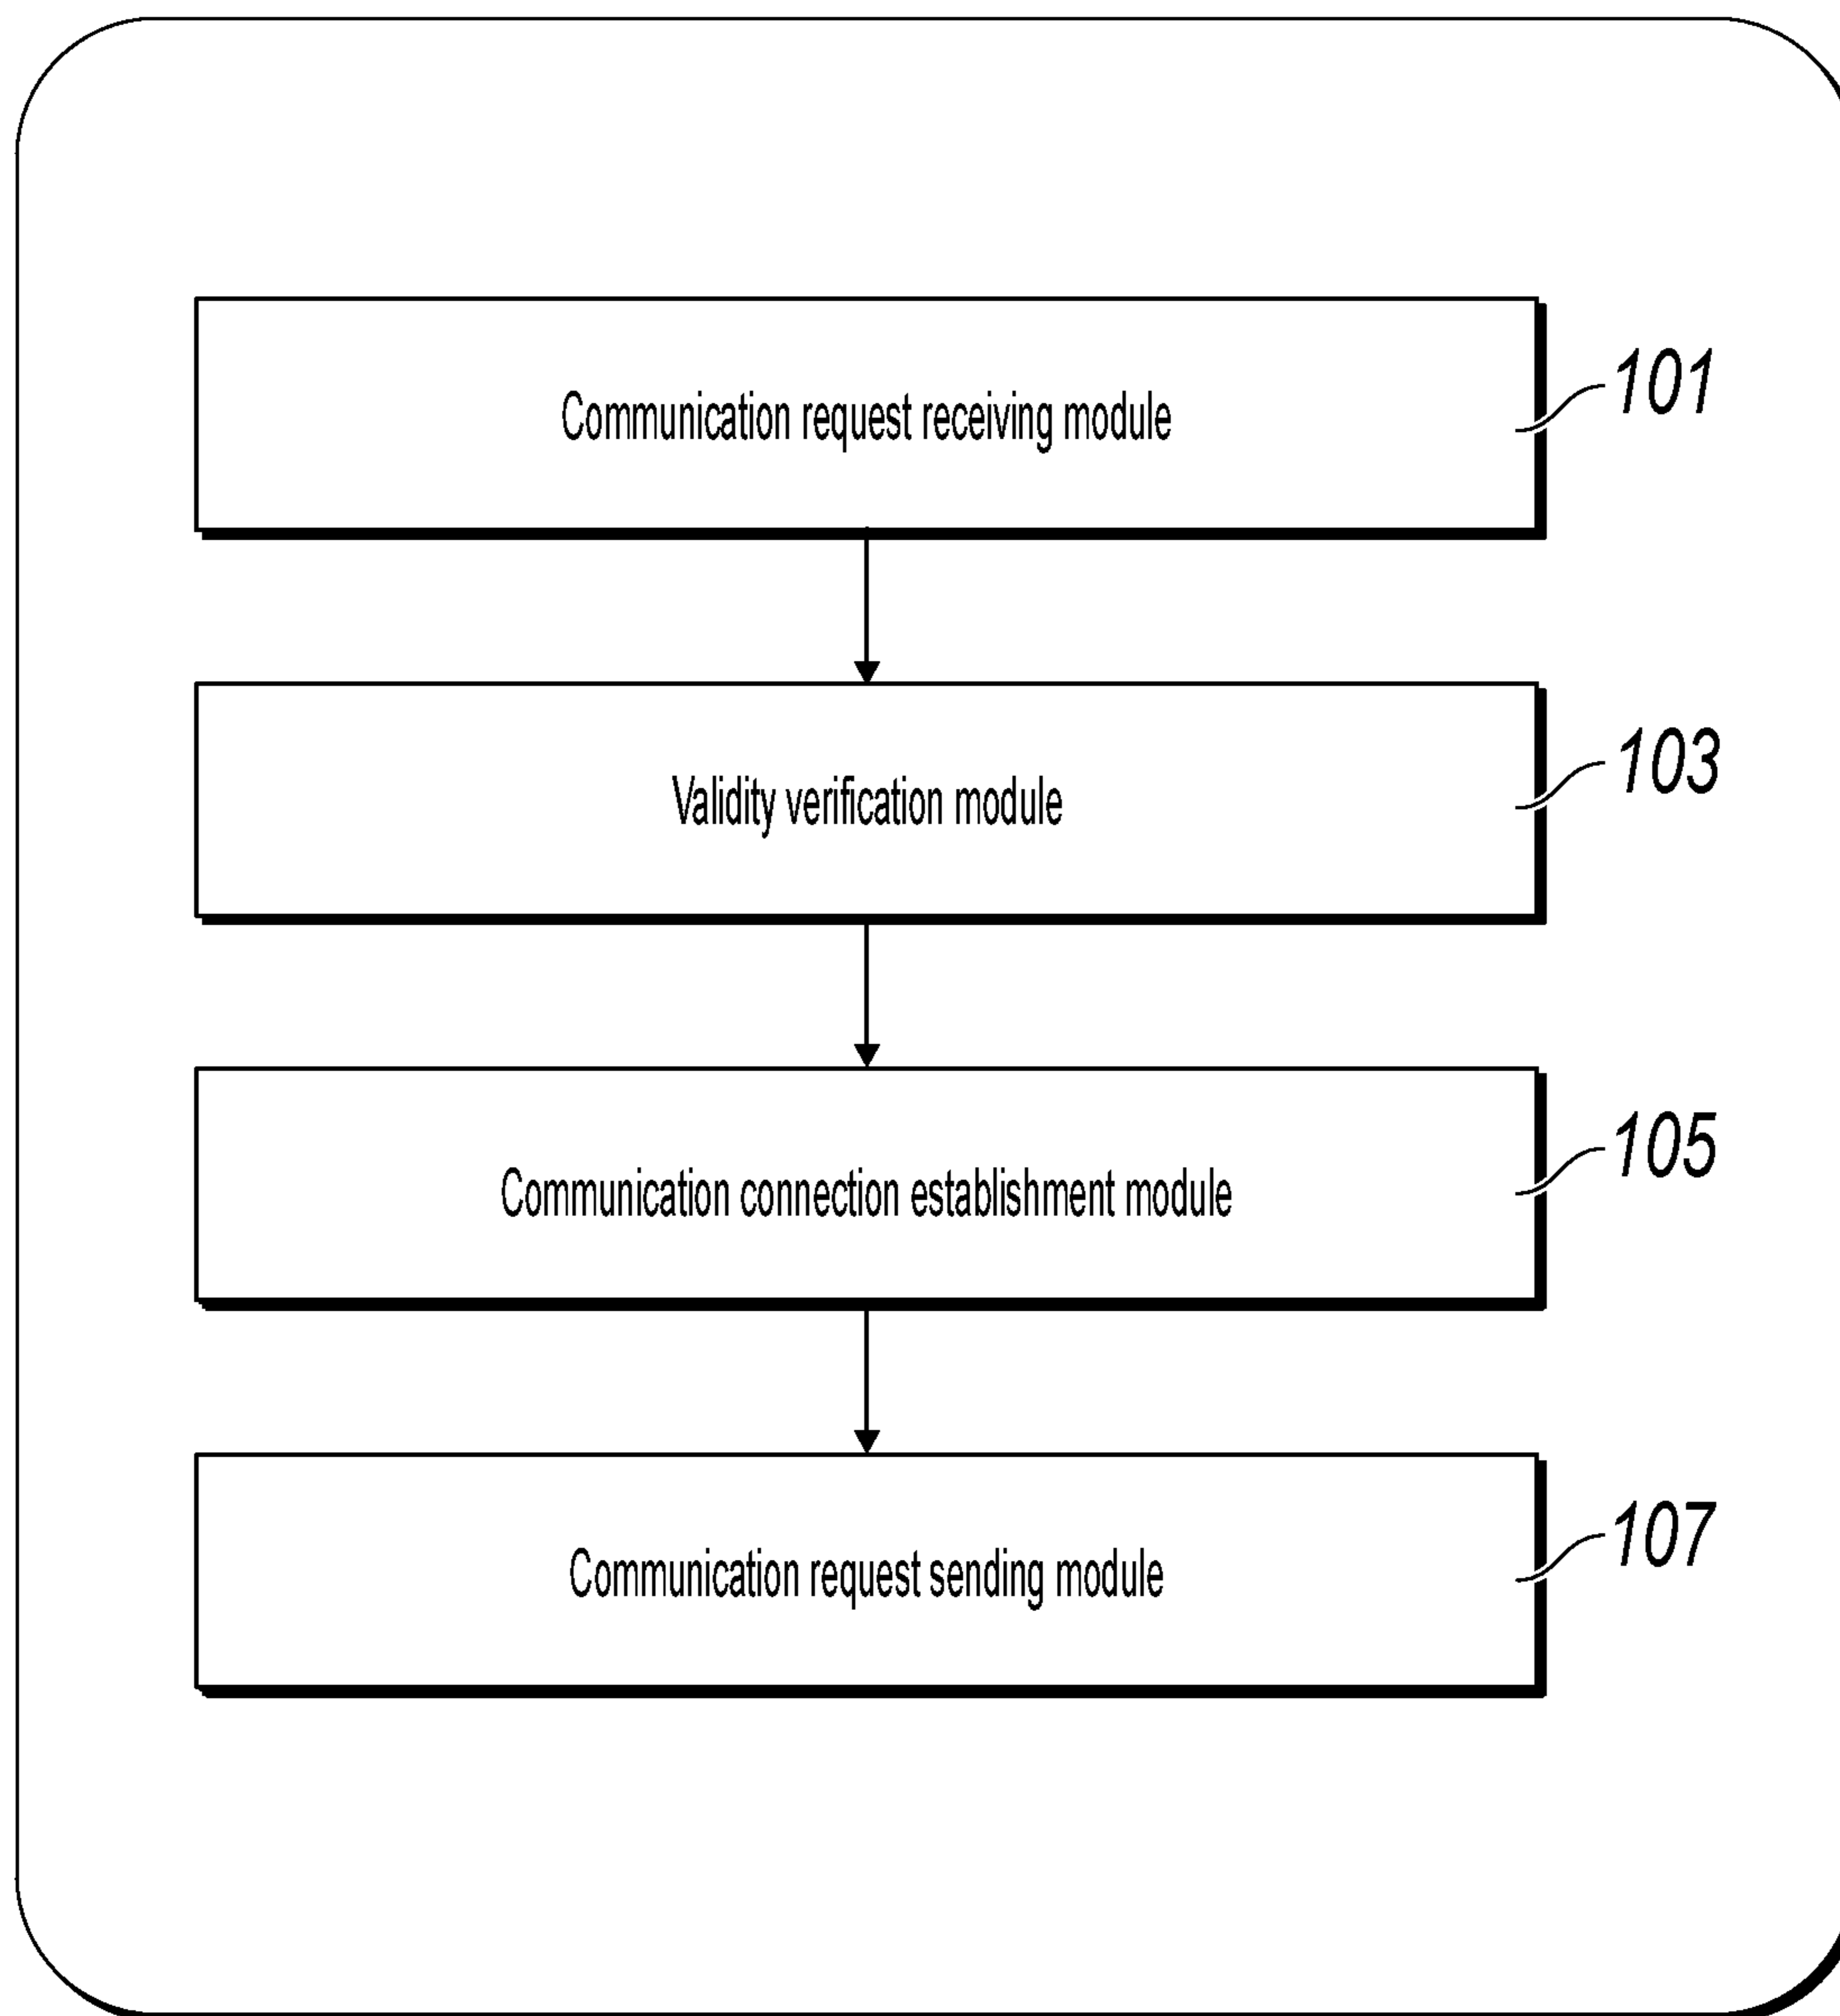 Communication request receiving module
101
Validity verification module
103
Communication connection establishment module
105
Communication request sending module
107